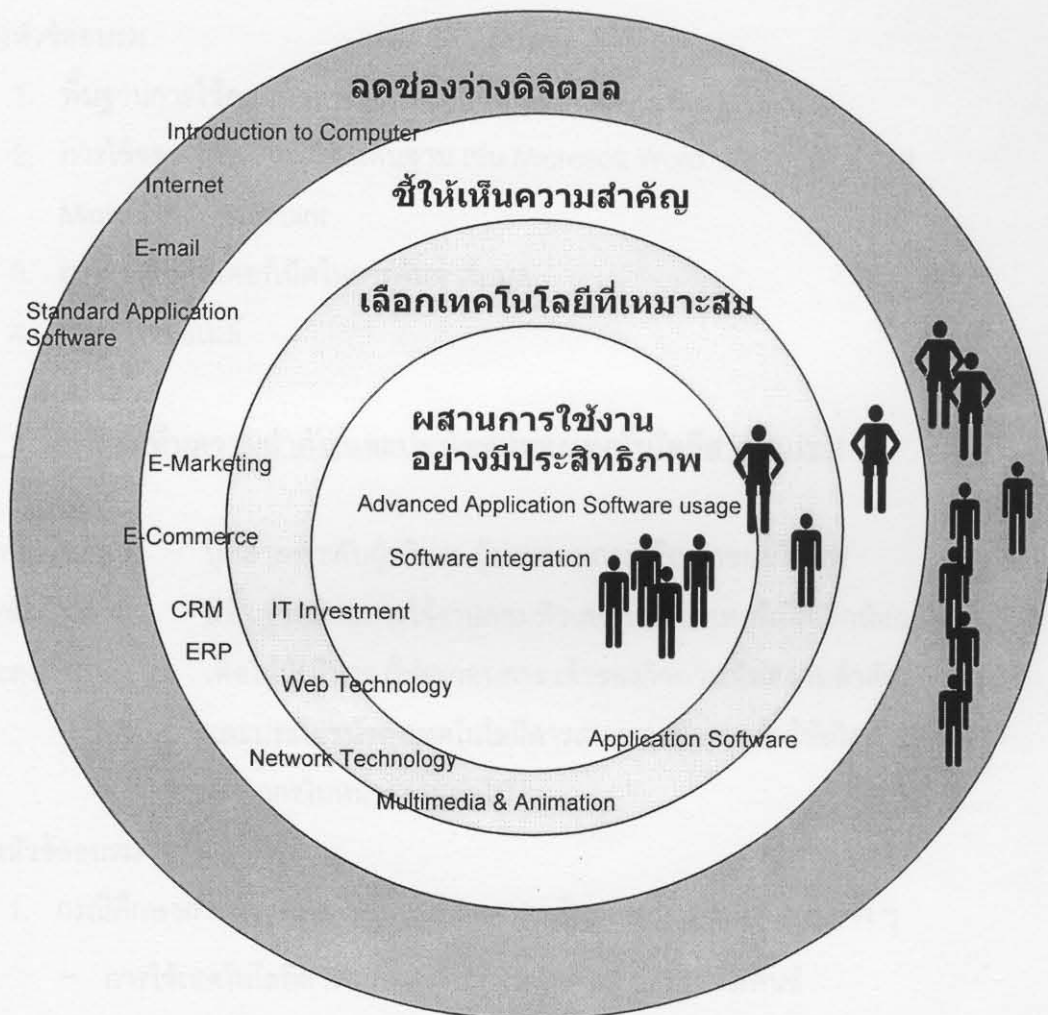 ลดช่องว่างดิจิตอล
Introduction to Computer
Internet
ชี้ให้เห็นความสำคัญ
E-mail
เลือกเทคโนโลยีที่เหมาะสม
Standard Application
Software
ผสานการใช้งาน
อย่างมีประสิทธิภาพ
E-Marketing
Advanced Application Software usage
E-Commerce
Software integration
CRM
IT Investment
ERP
Web Technology
Application Software
Network Technology
Multimedia & Animation